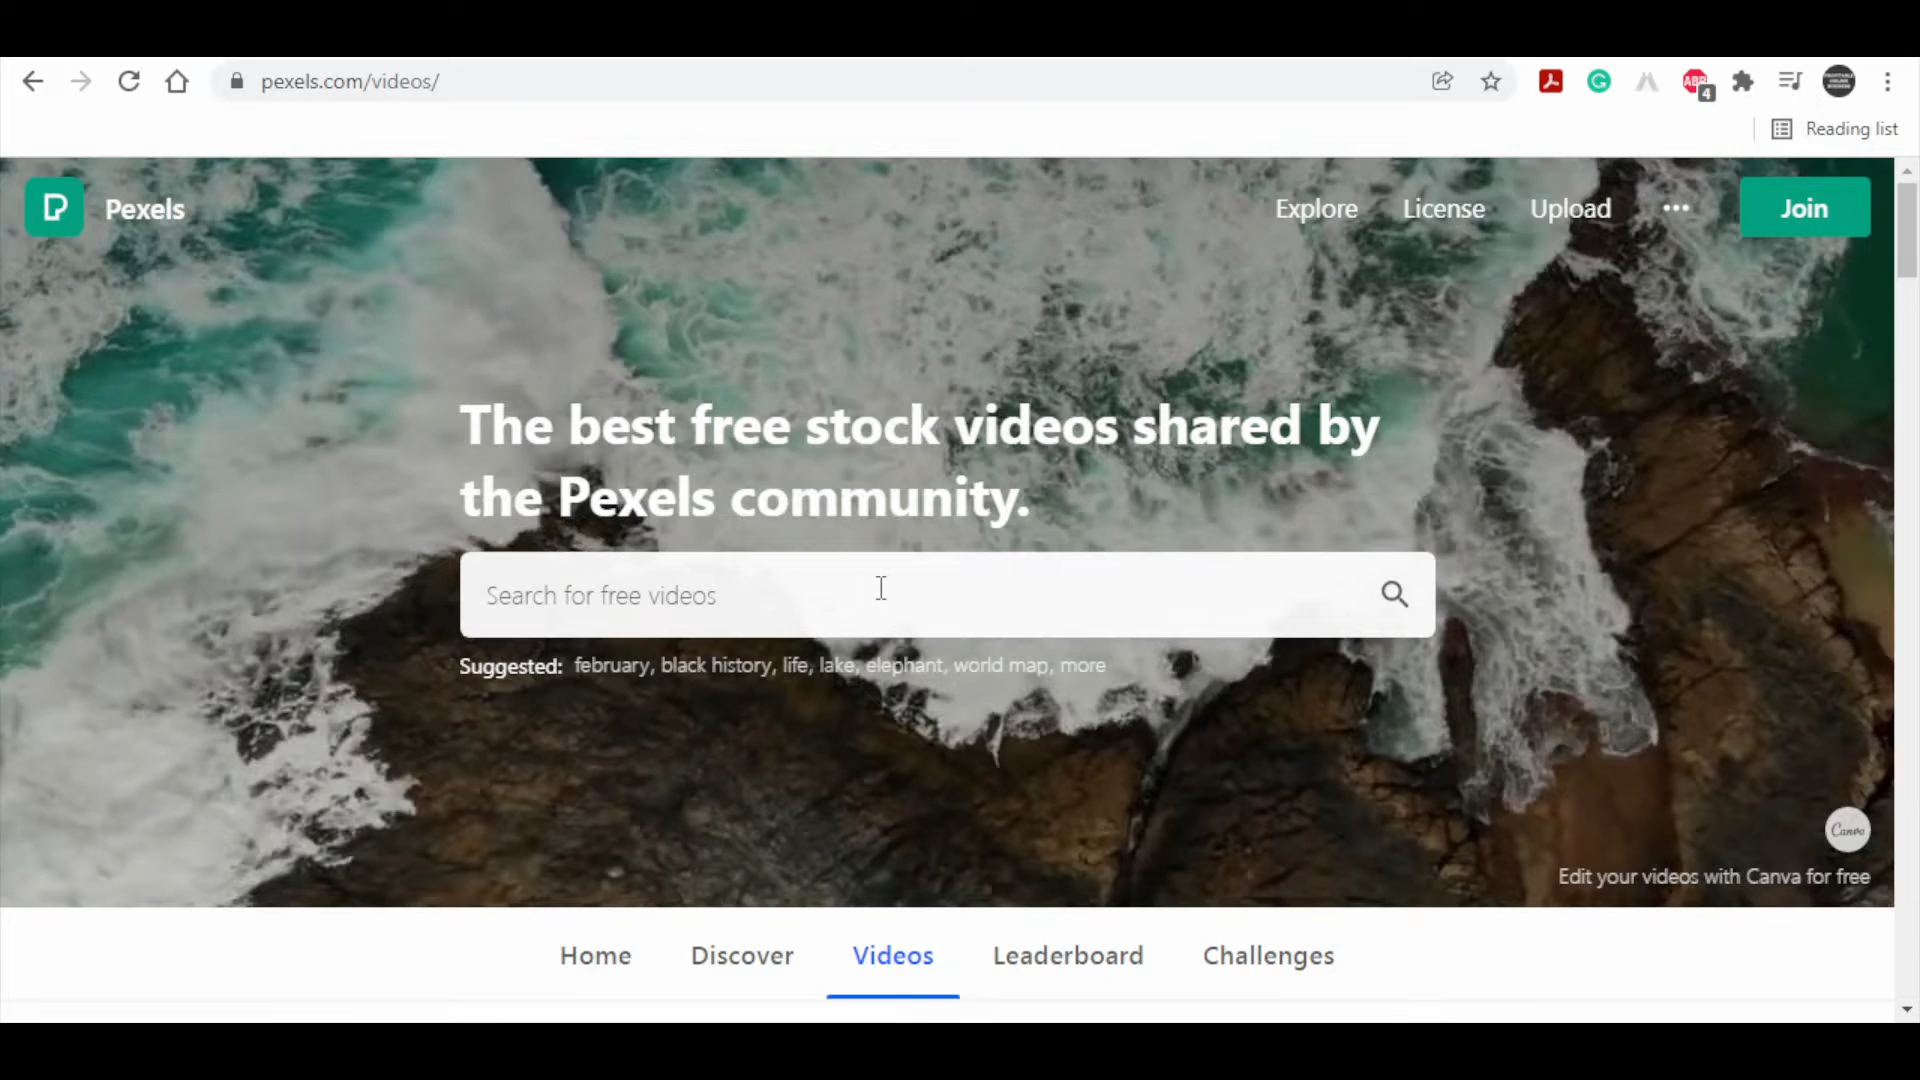 pexels.com/videos/
ABP
4
Reading list
Pexels
Explore License Upload ••• Join
The best free stock videos shared by
the Pexels community.
Search for free videos
Suggested: february, black history, life, lake, elephant, world map, more
Canva
Edit your videos with Canva for free
Home Discover Videos Leaderboard Challenges